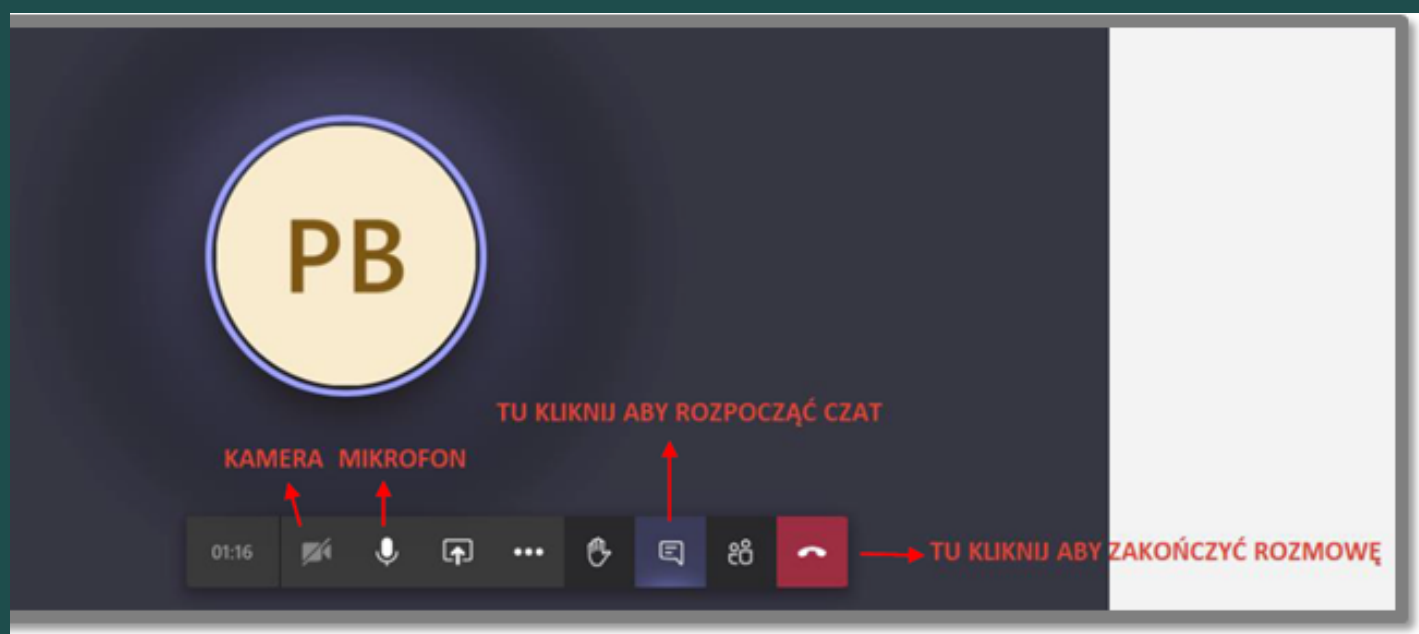 PB
TU KLIKNIJ ABY ROZPOCZĄĆ CZAT
KAMERA MIKROFON
01:16
TU KLIKNIJ ABY ZAKOŃCZYĆ ROZMOWĘ